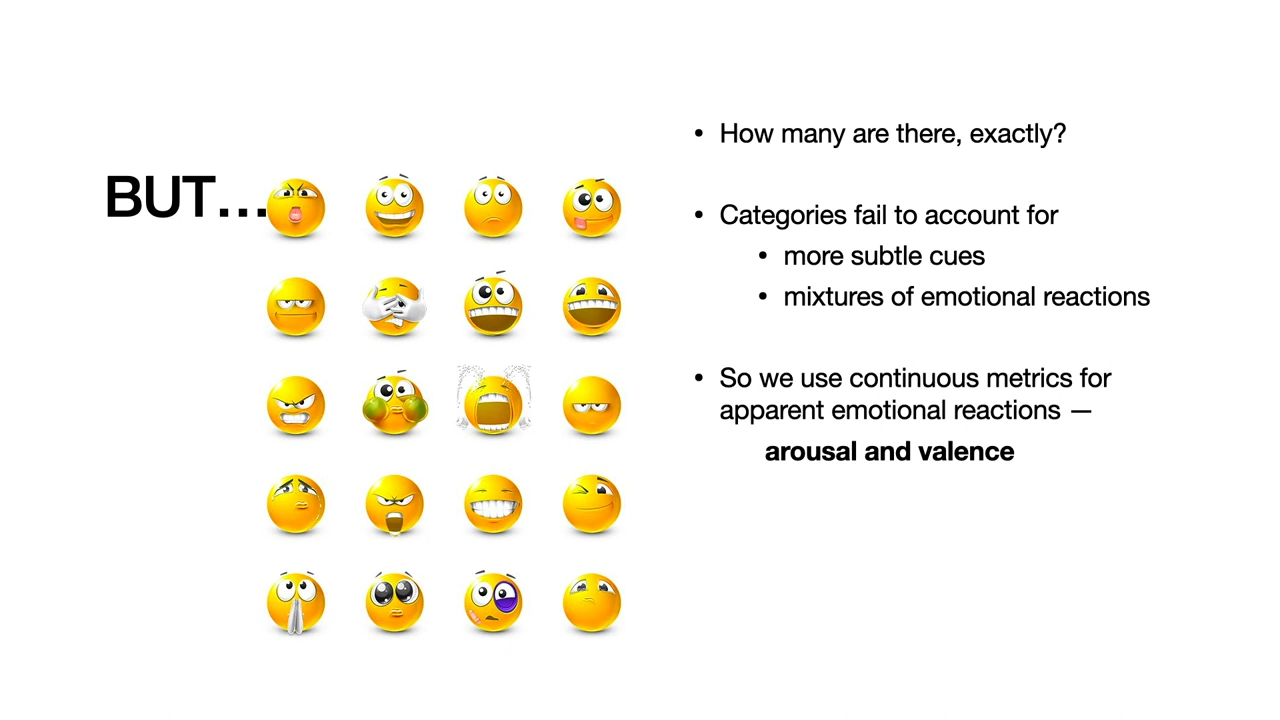 BUT...
• How many are there, exactly?
• Categories fail to account for
• more subtle cues
• mixtures of emotional reactions
• So we use continuous metrics for
apparent emotional reactions —
arousal and valence